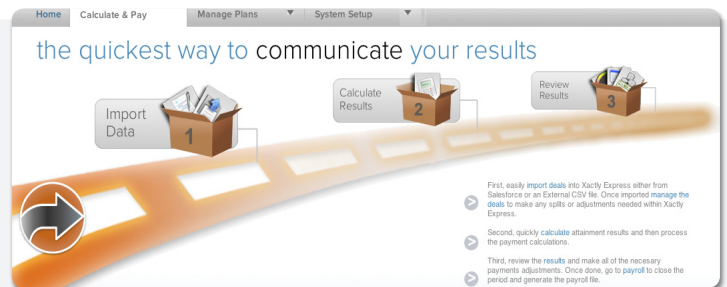 Home Calculate & Pay Manage Plans System Setup
the quickest way to communicate your results
Import
Data
1
Calculate
Results
2
Review
Results
3
First, easily import deals into Xactly Express either from
Salesforce or an External CSV file. Once imported manage the
deals to make any splits or adjustments needed within Xactly
Express.
Second, quickly calculate attainment results and then process
the payment calculations.
Third, review the results and make all of the necesary
payments adjustments. Once done, go to payroll to close the
period and generate the payroll file.